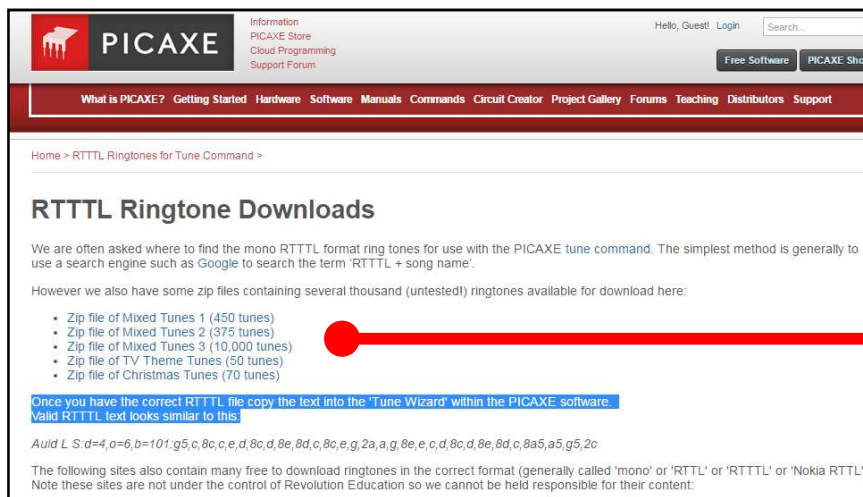 Information
PICAXE Store
Cloud Programming
Support Forum
PICAXE
Hello, Guest! Login
Search...
Free Software
PICAXE Sho
What is PICAXE? Getting Started Hardware Software Manuals Commands Circuit Creator Project Gallery Forums Teaching Distributors Support
Home > RTTTL Ringtones for Tune Command >
RTTTL Ringtone Downloads
We are often asked where to find the mono RTTTL format ring tones for use with the PICAXE tune command. The simplest method is generally to
use a search engine such as Google to search the term 'RTTTL + song name'.
However we also have some zip files containing several thousand (untested!) ringtones available for download here:
• Zip file of Mixed Tunes 1 (450 tunes)
• Zip file of Mixed Tunes 2 (375 tunes)
• Zip file of Mixed Tunes 3 (10,000 tunes)
• Zip file of TV Theme Tunes (50 tunes)
• Zip file of Christmas Tunes (70 tunes)
Once you have the correct RTTTL file copy the text into the 'Tune Wizard' within the PICAXE software.
Valid RTTTL text looks similar to this:
Auld L S:d=4,o=6,b=101:g5,c,8c,c,e,d,8c,d,8e,8d,c,8c,e,g,2a,a,g,8e,e,c,d,8c,d,8e,8d,c,8a5,a5,g5,2c
The following sites also contain many free to download ringtones in the correct format (generally called 'mono' or 'RTTL' or 'RTTTL' or 'Nokia RTTL'
Note these sites are not under the control of Revolution Education so we cannot be held responsible for their content: